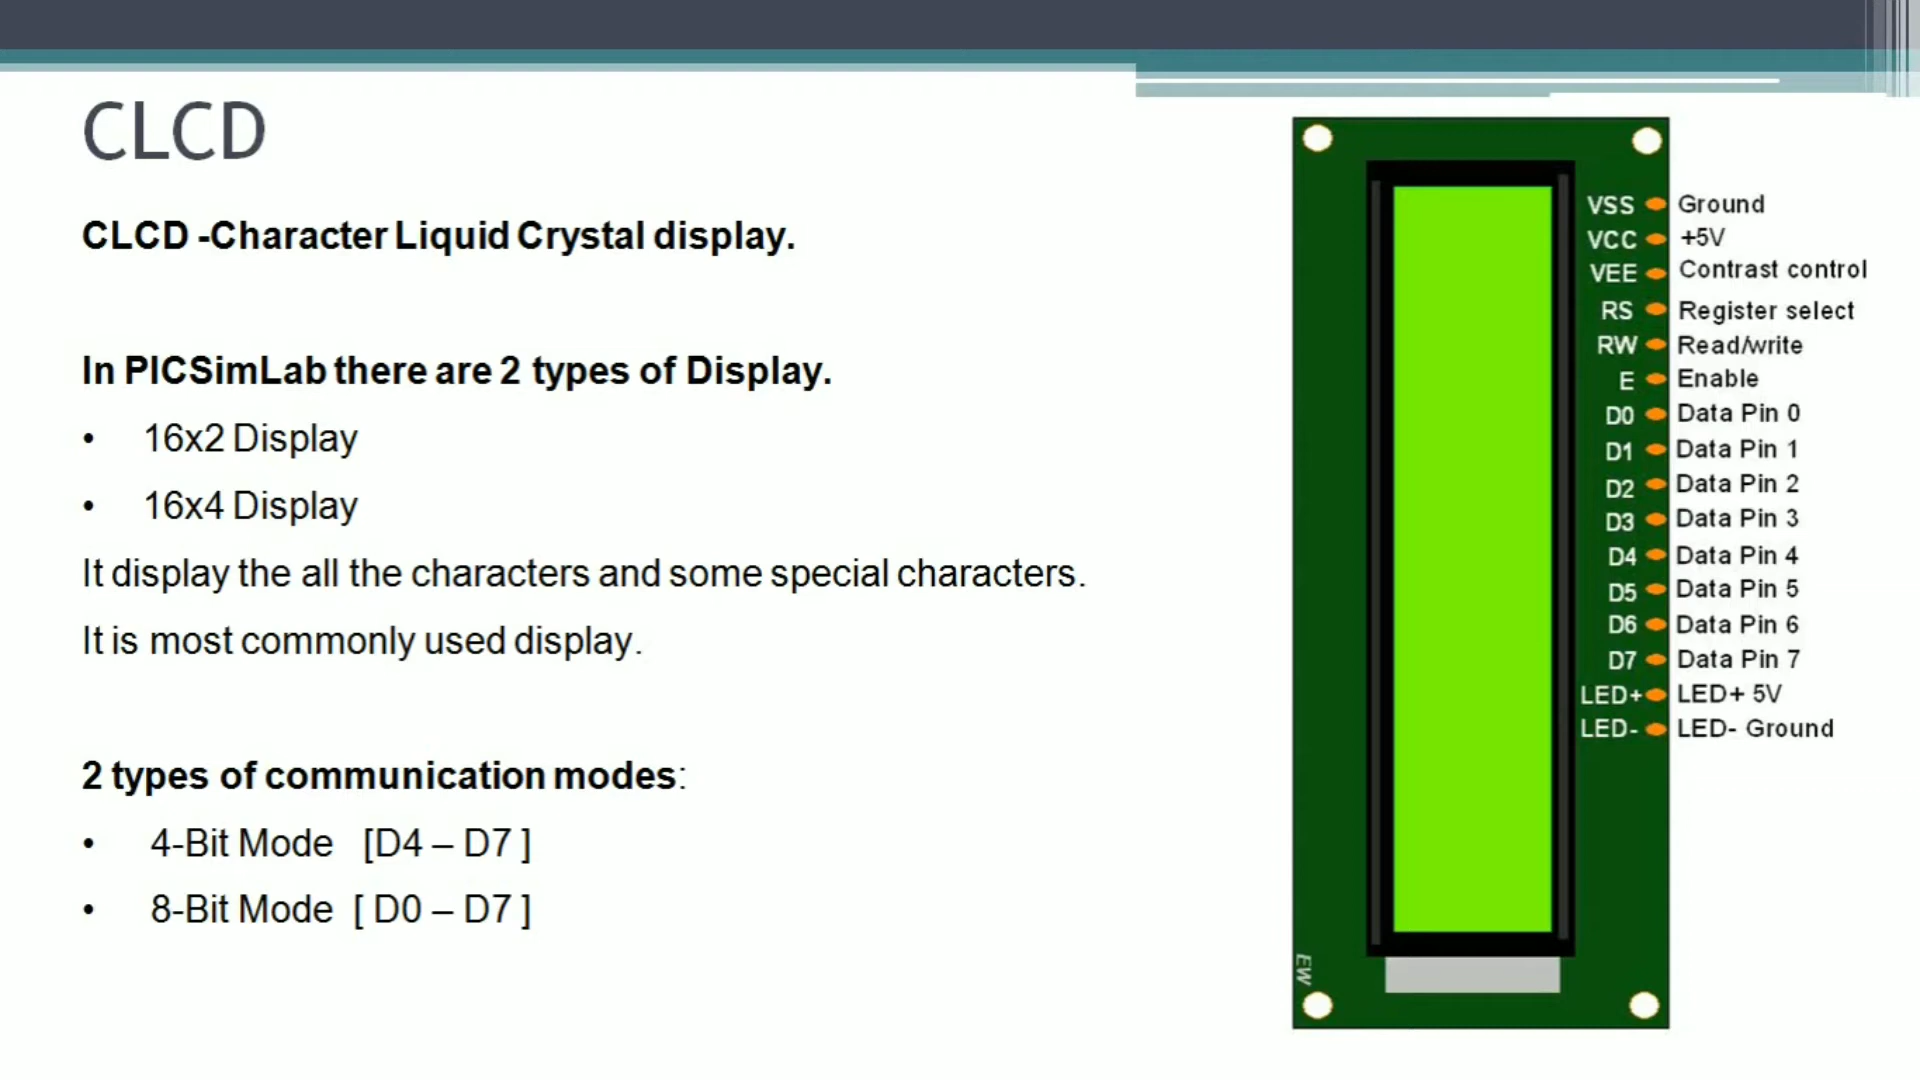 CLCD
CLCD -Character Liquid Crystal display.
In PICSimLab there are 2 types of Display.
• 16x2 Display
• 16x4 Display
It display the all the characters and some special characters.
It is most commonly used display.
2 types of communication modes:
• 4-Bit Mode [D4 – D7 ]
• 8-Bit Mode [ D0 – D7 ]
VSS Ground
VCC +5V
VEE Contrast control
RS Register select
RW Read/write
E Enable
D0 Data Pin 0
D1 Data Pin 1
D2 Data Pin 2
D3 Data Pin 3
D4 Data Pin 4
D5 Data Pin 5
D6 Data Pin 6
D7 Data Pin 7
LED+ LED+ 5V
LED- LED- Ground
EW